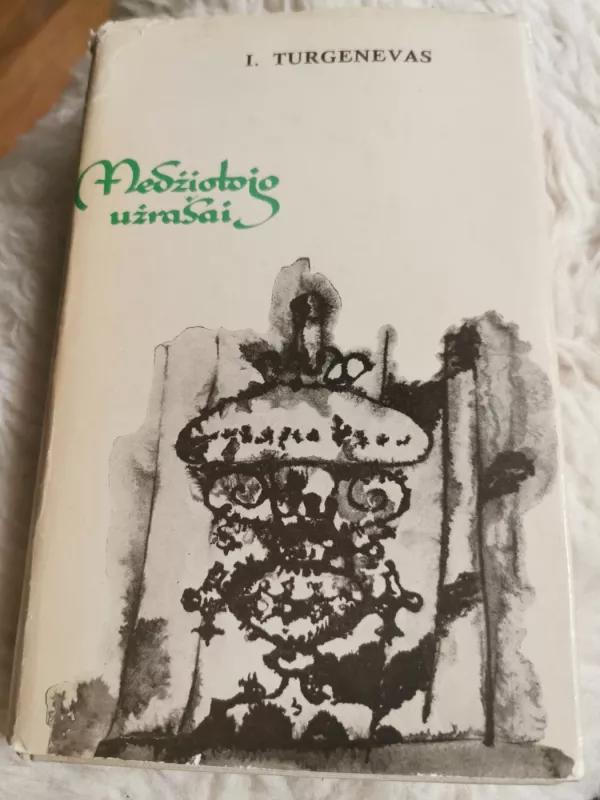 I. TURGENEVAS
Medžiotojo
užrašai